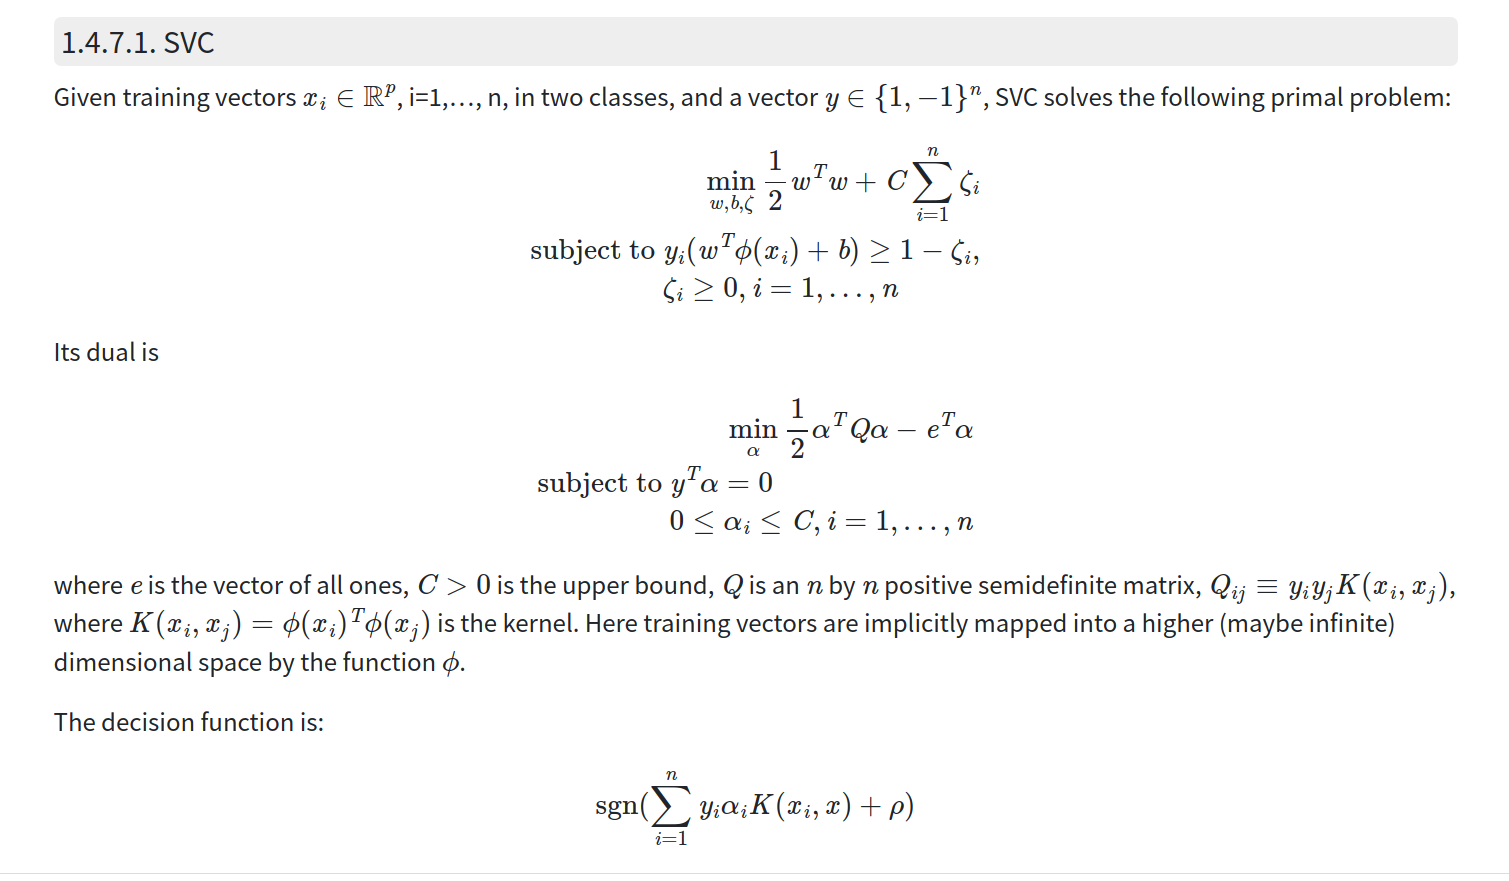 1.4.7.1. SVC
Given training vectors $x_i \in \mathbb{R}^p$, i=1,..., n, in two classes, and a vector $y \in \{1, -1\}^n$, SVC solves the following primal problem:
$\min_{w,b,\zeta} \frac{1}{2} w^T w + C \sum_{i=1}^{n} \zeta_i$
subject to $y_i(w^T \phi(x_i) + b) \geq 1 - \zeta_i,$
$\zeta_i \geq 0, i = 1, \ldots, n$
Its dual is
$\min_{\alpha} \frac{1}{2} \alpha^T Q \alpha - e^T \alpha$
subject to $y^T \alpha = 0$
$0 \leq \alpha_i \leq C, i = 1, \ldots, n$
where $e$ is the vector of all ones, $C > 0$ is the upper bound, $Q$ is an $n$ by $n$ positive semidefinite matrix, $Q_{ij} \equiv y_i y_j K(x_i, x_j)$,
where $K(x_i, x_j) = \phi(x_i)^T \phi(x_j)$ is the kernel. Here training vectors are implicitly mapped into a higher (maybe infinite)
dimensional space by the function $\phi$.
The decision function is:
$\operatorname{sgn}(\sum_{i=1}^{n} y_i \alpha_i K(x_i, x) + \rho)$